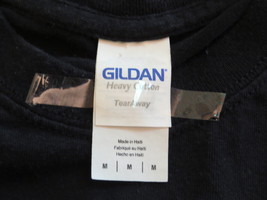 GILDAN
Heavy Cotton
TearAway
Made in Haiti
Fabriqué au Haïti
Hecho en Haití
M M M